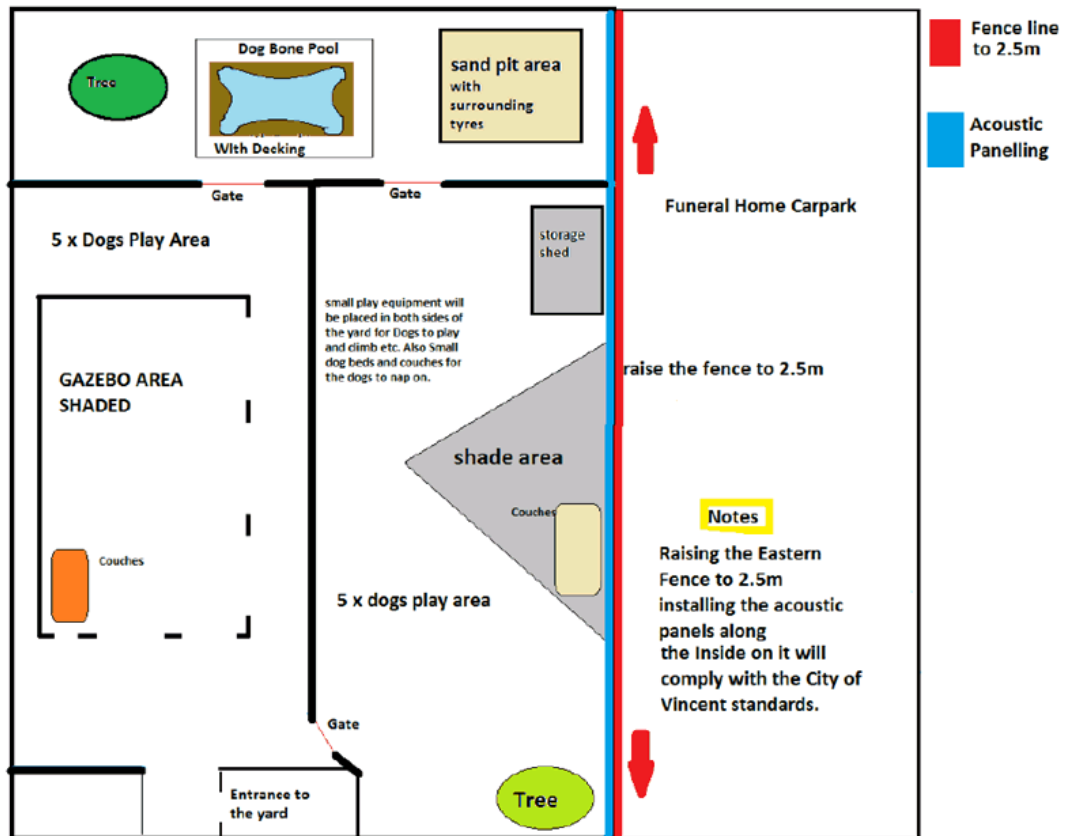 Fence line
to 2.5m
Acoustic
Panelling
Tree
Dog Bone Pool
WIth Decking
sand pit area
with
surrounding
tyres
Gate
Gate
Funeral Home Carpark
5 x Dogs Play Area
storage
shed
small play equipment will
be placed in both sides of
the yard for Dogs to play
and climb etc. Also Small
dog beds and couches for
the dogs to nap on.
GAZEBO AREA
SHADED
raise the fence to 2.5m
shade area
Couches
Couches
5 x dogs play area
Notes
Raising the Eastern
Fence to 2.5m
installing the acoustic
panels along
the Inside on it will
comply with the City of
Vincent standards.
Gate
Entrance to
the yard
Tree